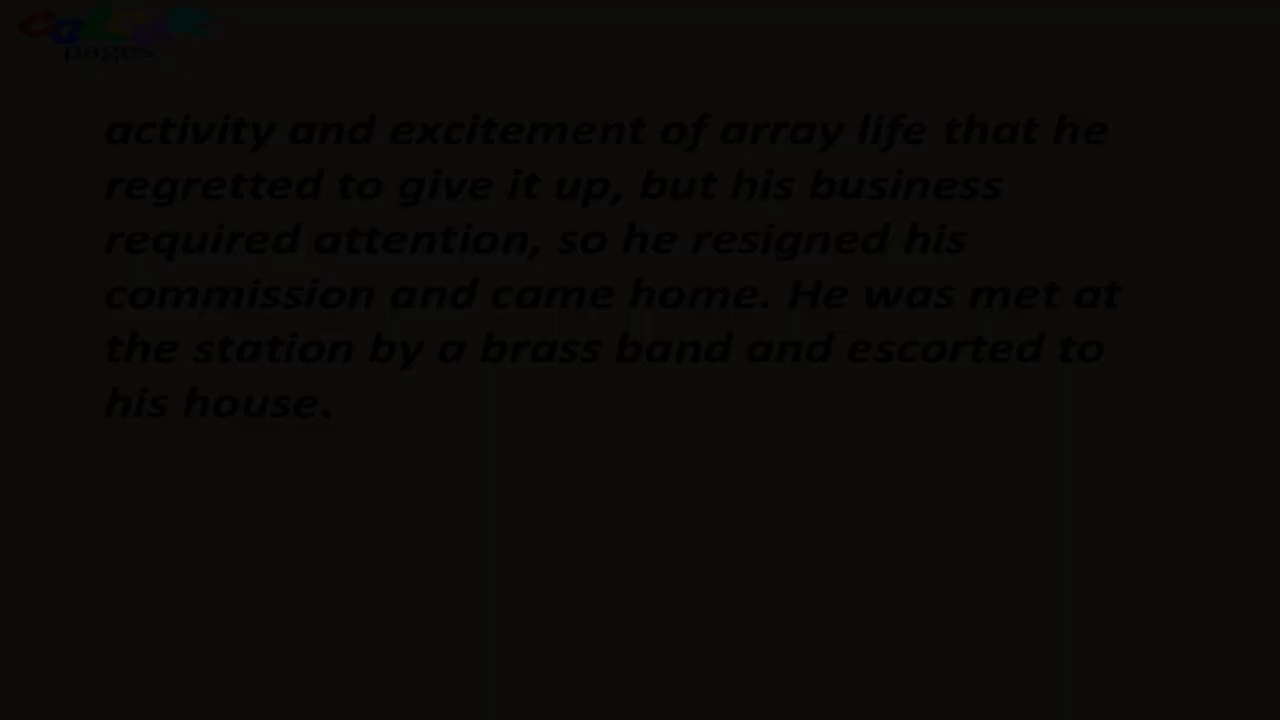 pages
activity and excitement of array life that he
regretted to give it up, but his business
required attention, so he resigned his
commission and came home. He was met at
the station by a brass band and escorted to
his house.